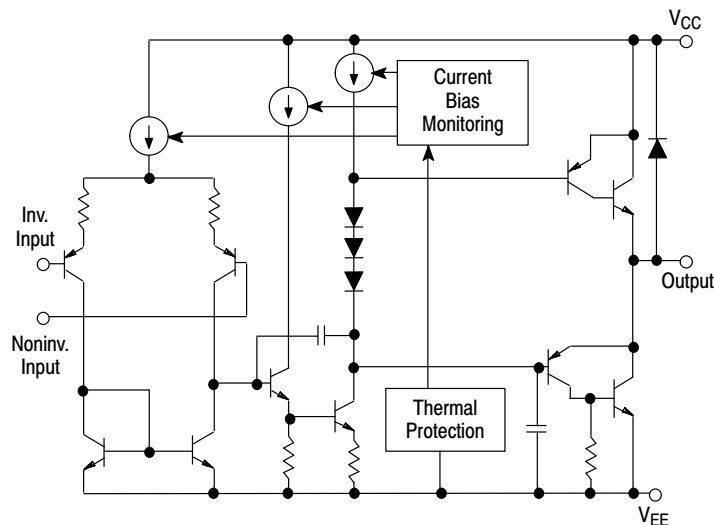 VCC
Current
Bias
Monitoring
Inv.
Input
Output
Noninv.
Input
Thermal
Protection
VEE